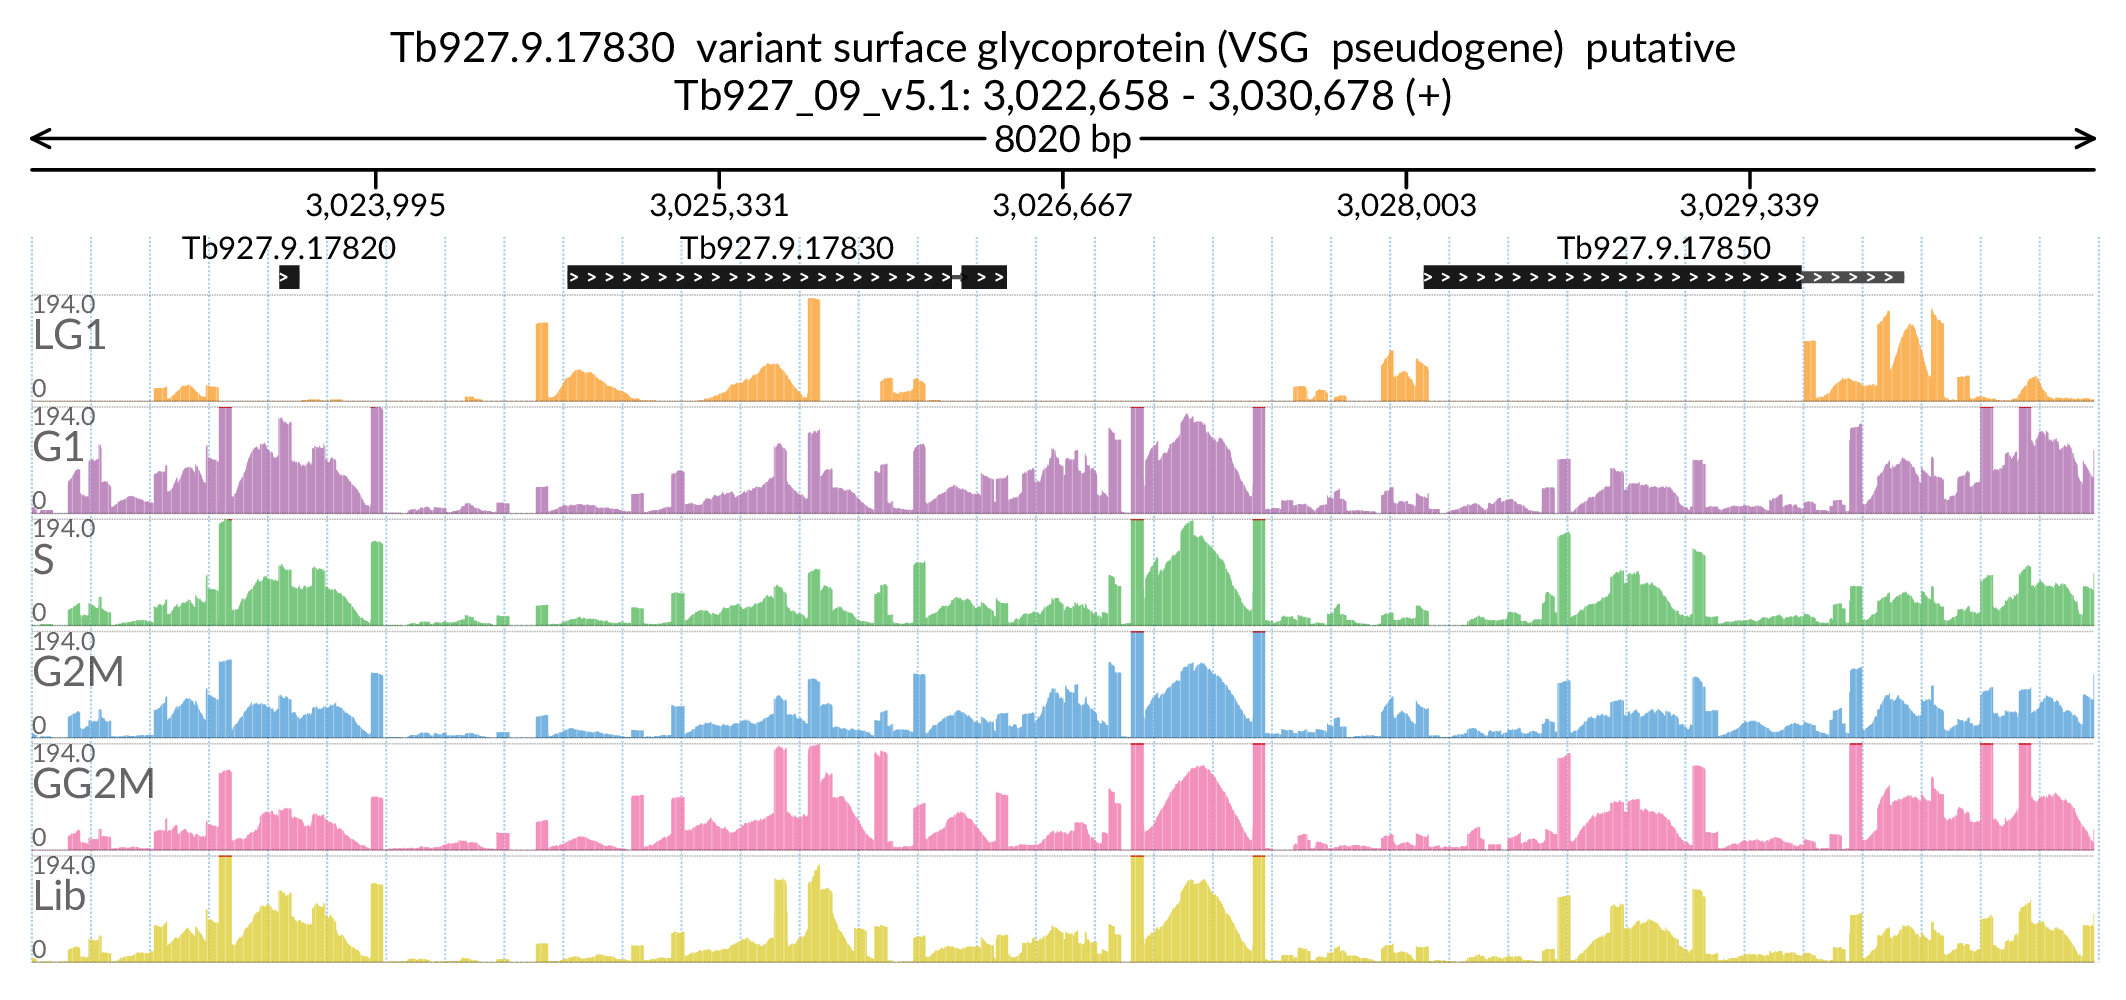 Tb927.9.17830  variant surface glycoprotein (VSG  pseudogene)  putative
Tb927_09_v5.1: 3,022,658 - 3,030,678 (+)
8020 bp
3,023,995 3,025,331 3,026,667 3,028,003 3,029,339
Tb927.9.17820 Tb927.9.17830 Tb927.9.17850
194.0
LG1
0
194.0
G1
0
194.0
S
0
194.0
G2M
0
194.0
GG2M
0
194.0
Lib
0